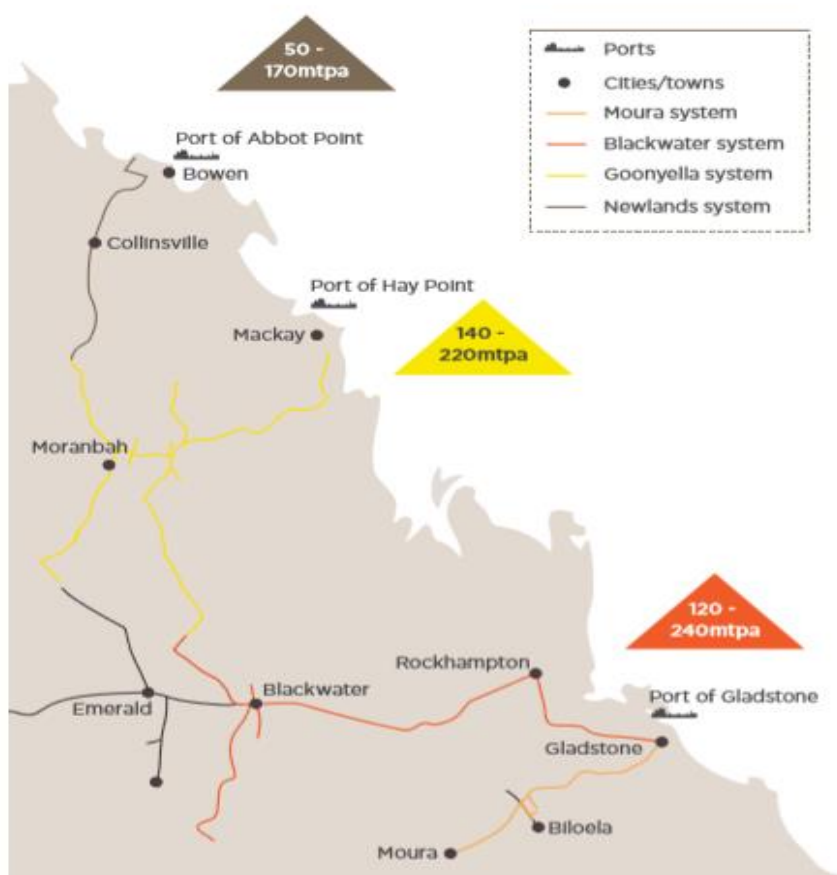 50 -
170mtpa
Ports
Cities/towns
Moura system
Blackwater system
Goonyella system
Newlands system
Port of Abbot Point
Bowen
Collinsville
Port of Hay Point
Mackay
140 -
220mtpa
Moranbah
120 -
240mtpa
Rockhampton
Port of Gladstone
Blackwater
Emerald
Gladstone
Biloela
Moura